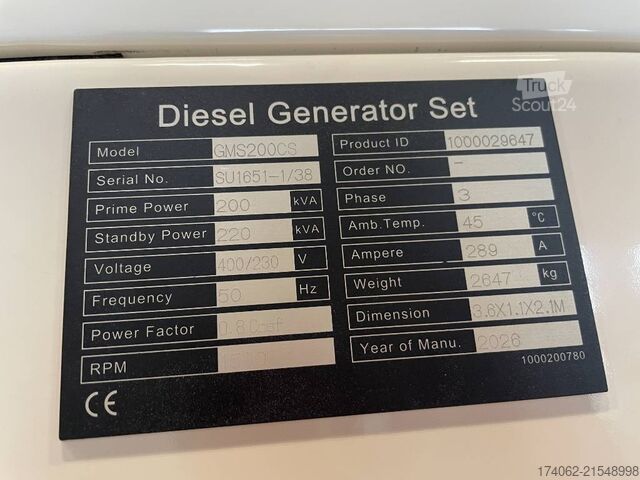 Truck
Scout24
Diesel Generator Set
Model GMS200CS
Serial No. SU1651-1/38
Prime Power 200 kVA
Standby Power 220 kVA
Voltage 400/230 V
Frequency 50 Hz
Power Factor 0.8
RPM
Product ID 1000029647
Order NO. -
Phase 3
Amb.Temp. 45 °C
Ampere 289 A
Weight 2647 kg
Dimension 3.6X1.1X2.1M
Year of Manu. 2026
1000200780
CE
174062-21548998